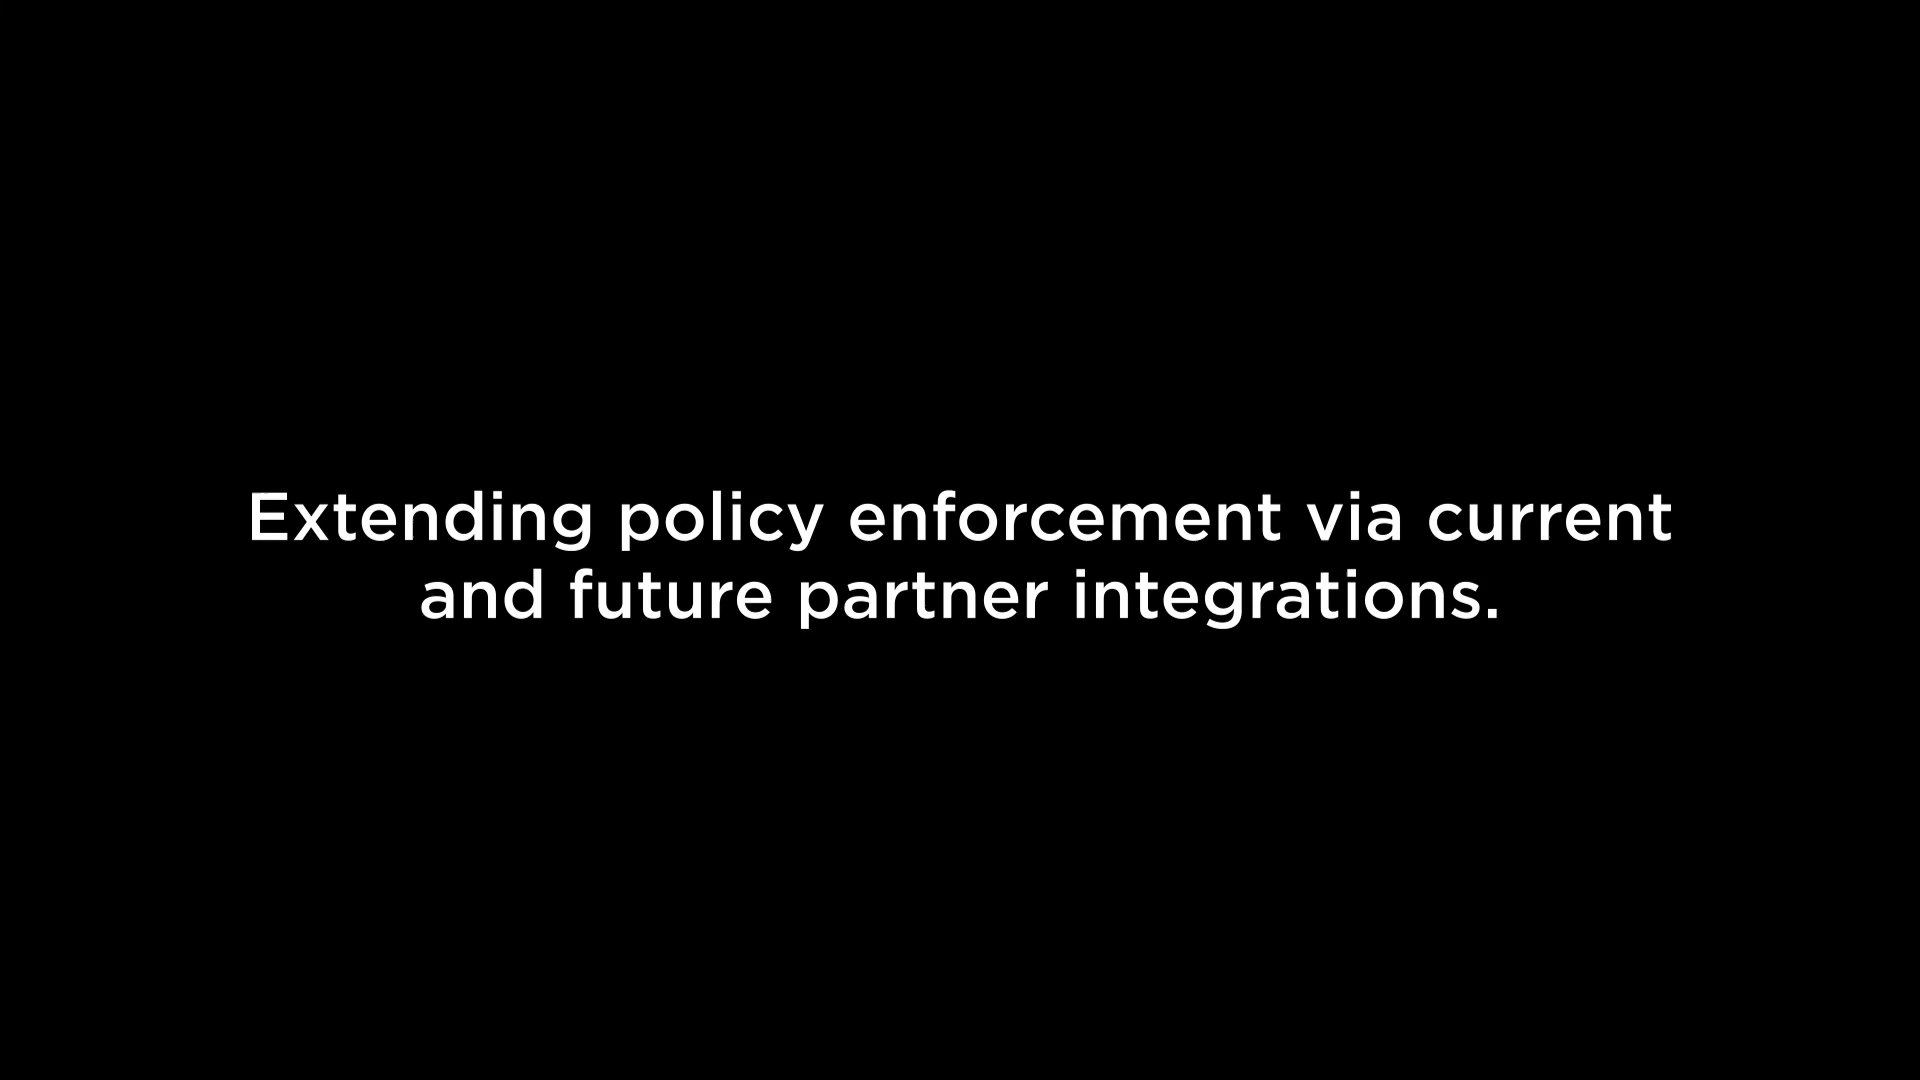 Extending policy enforcement via current
and future partner integrations.